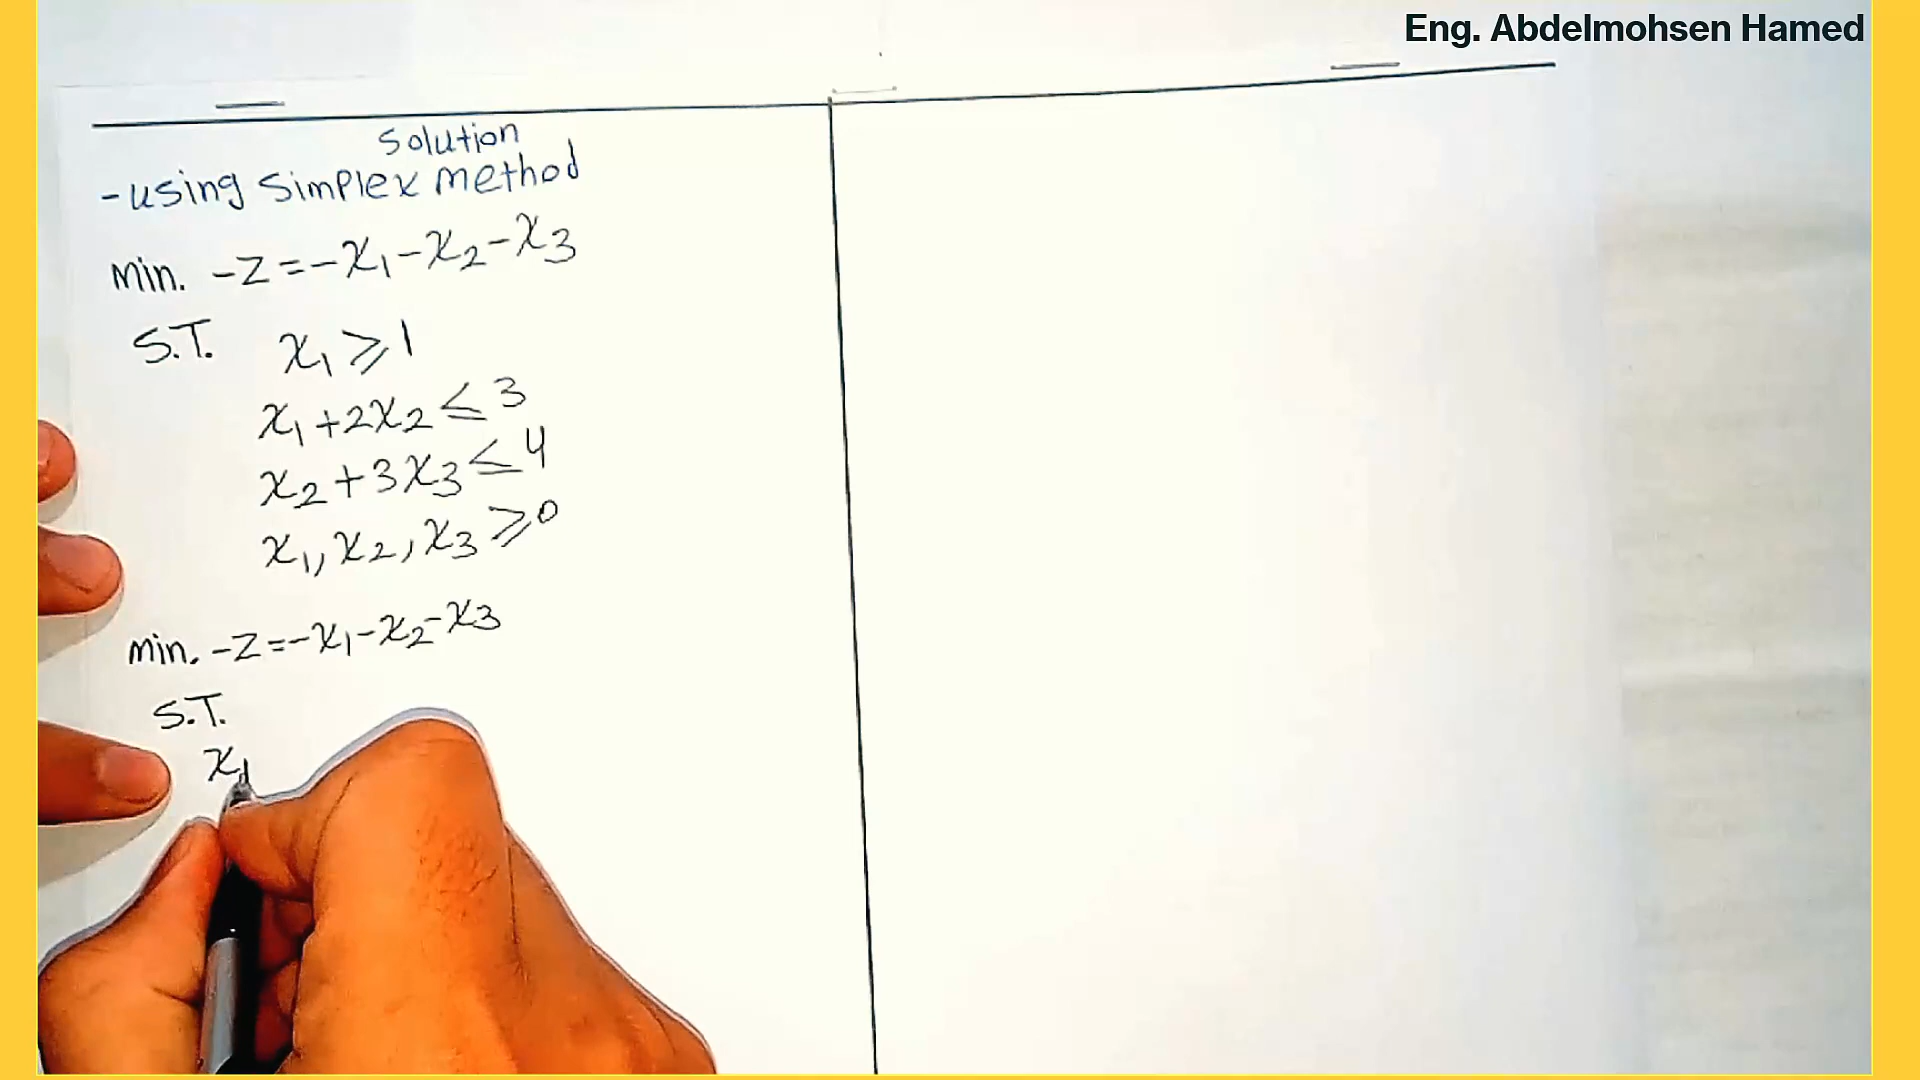 Eng. Abdelmohsen Hamed
Solution
- using Simplex method
Min. -Z = -X₁ - X₂ - X₃
S.T. X₁ ⩾ 1
X₁ + 2X₂ ≤ 3
X₂ + 3X₃ ≤ 4
X₁, X₂, X₃ ⩾ 0
Min. -Z = -X₁ - X₂ - X₃
S.T.
X₁